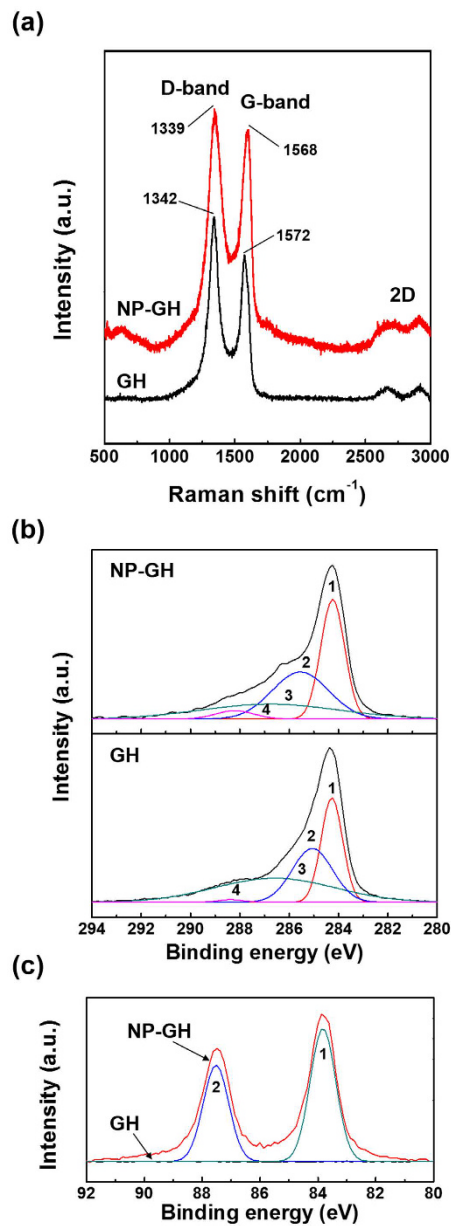 (a)
D-band G-band
1339 1568
1342 1572
NP-GH 2D
GH
Intensity (a.u.)
500 1000 1500 2000 2500 3000
Raman shift (cm⁻¹)
(b)
NP-GH
1
2
3
4
GH
1
2
3
4
Intensity (a.u.)
294 292 290 288 286 284 282 280
Binding energy (eV)
(c)
NP-GH
1
2
GH
Intensity (a.u.)
92 90 88 86 84 82 80
Binding energy (eV)